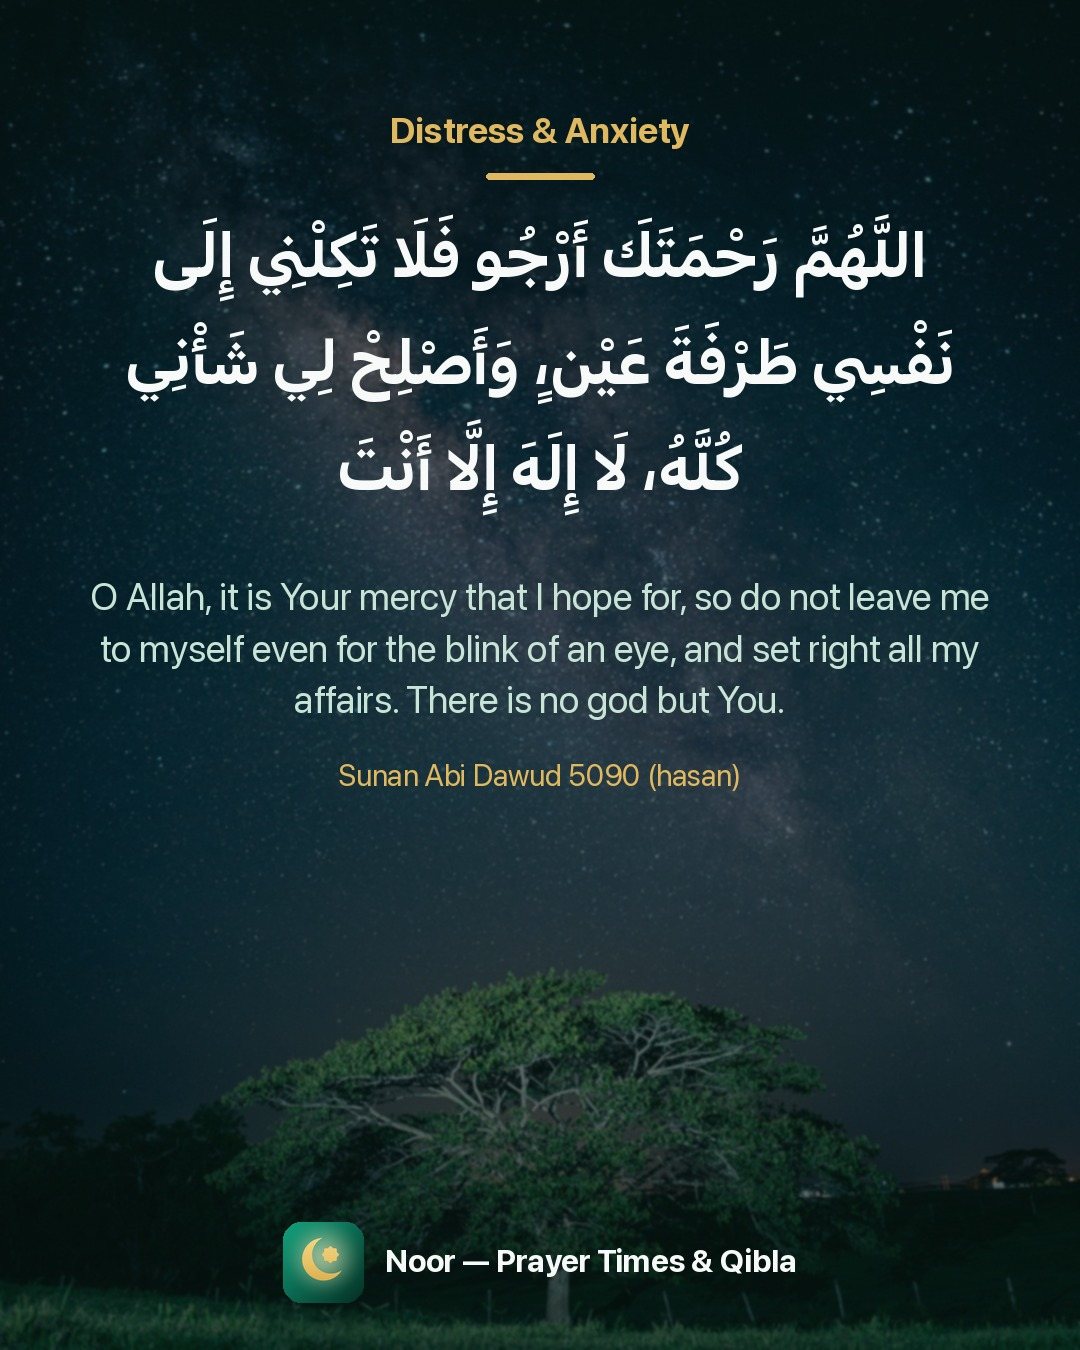 Distress & Anxiety
اللَّهُمَّ رَحْمَتَكَ أَرْجُو فَلَا تَكِلْنِي إِلَى
نَفْسِي طَرْفَةَ عَيْنٍ، وَأَصْلِحْ لِي شَأْنِي
كُلَّهُ، لَا إِلَهَ إِلَّا أَنْتَ
O Allah, it is Your mercy that I hope for, so do not leave me
to myself even for the blink of an eye, and set right all my
affairs. There is no god but You.
Sunan Abi Dawud 5090 (hasan)
Noor — Prayer Times & Qibla